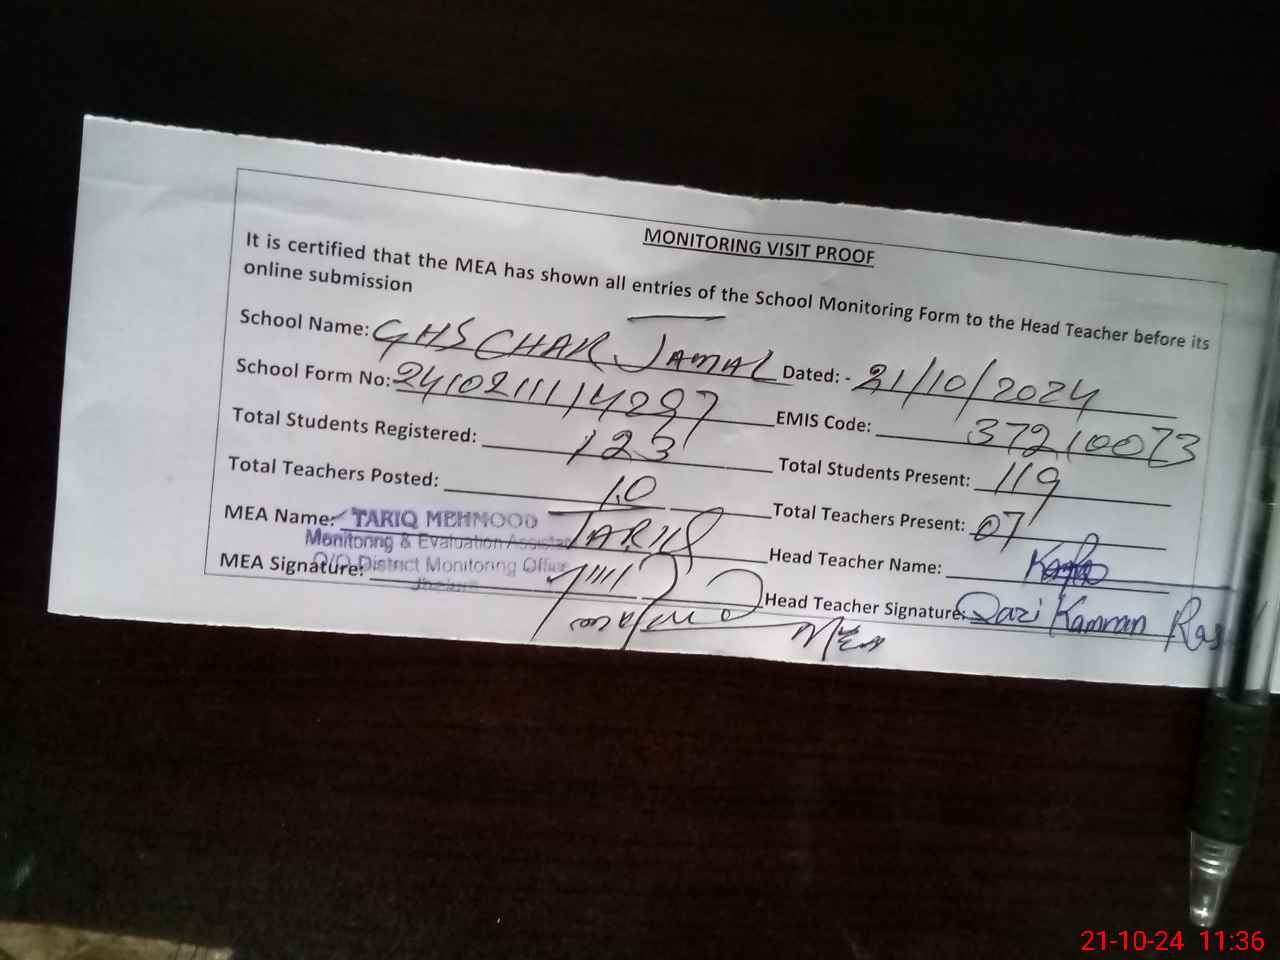 MONITORING VISIT PROOF
It is certified that the MEA has shown all entries of the School Monitoring Form to the Head Teacher before its
online submission
School Name: GHS CHAK JAMAL Dated: - 21/10/2024
School Form No: 2410211114297 EMIS Code: 37210073
Total Students Registered: 123 Total Students Present: 119
Total Teachers Posted: 10 Total Teachers Present: 07
MEA Name: TARIQ MEHMOOD TARIQ Head Teacher Name:
Monitoring & Evaluation Assistant
O/O District Monitoring Officer
MEA Signature: Head Teacher Signature: Qazi Kamran Ras
Jhelum
MEA
21-10-24 11:36